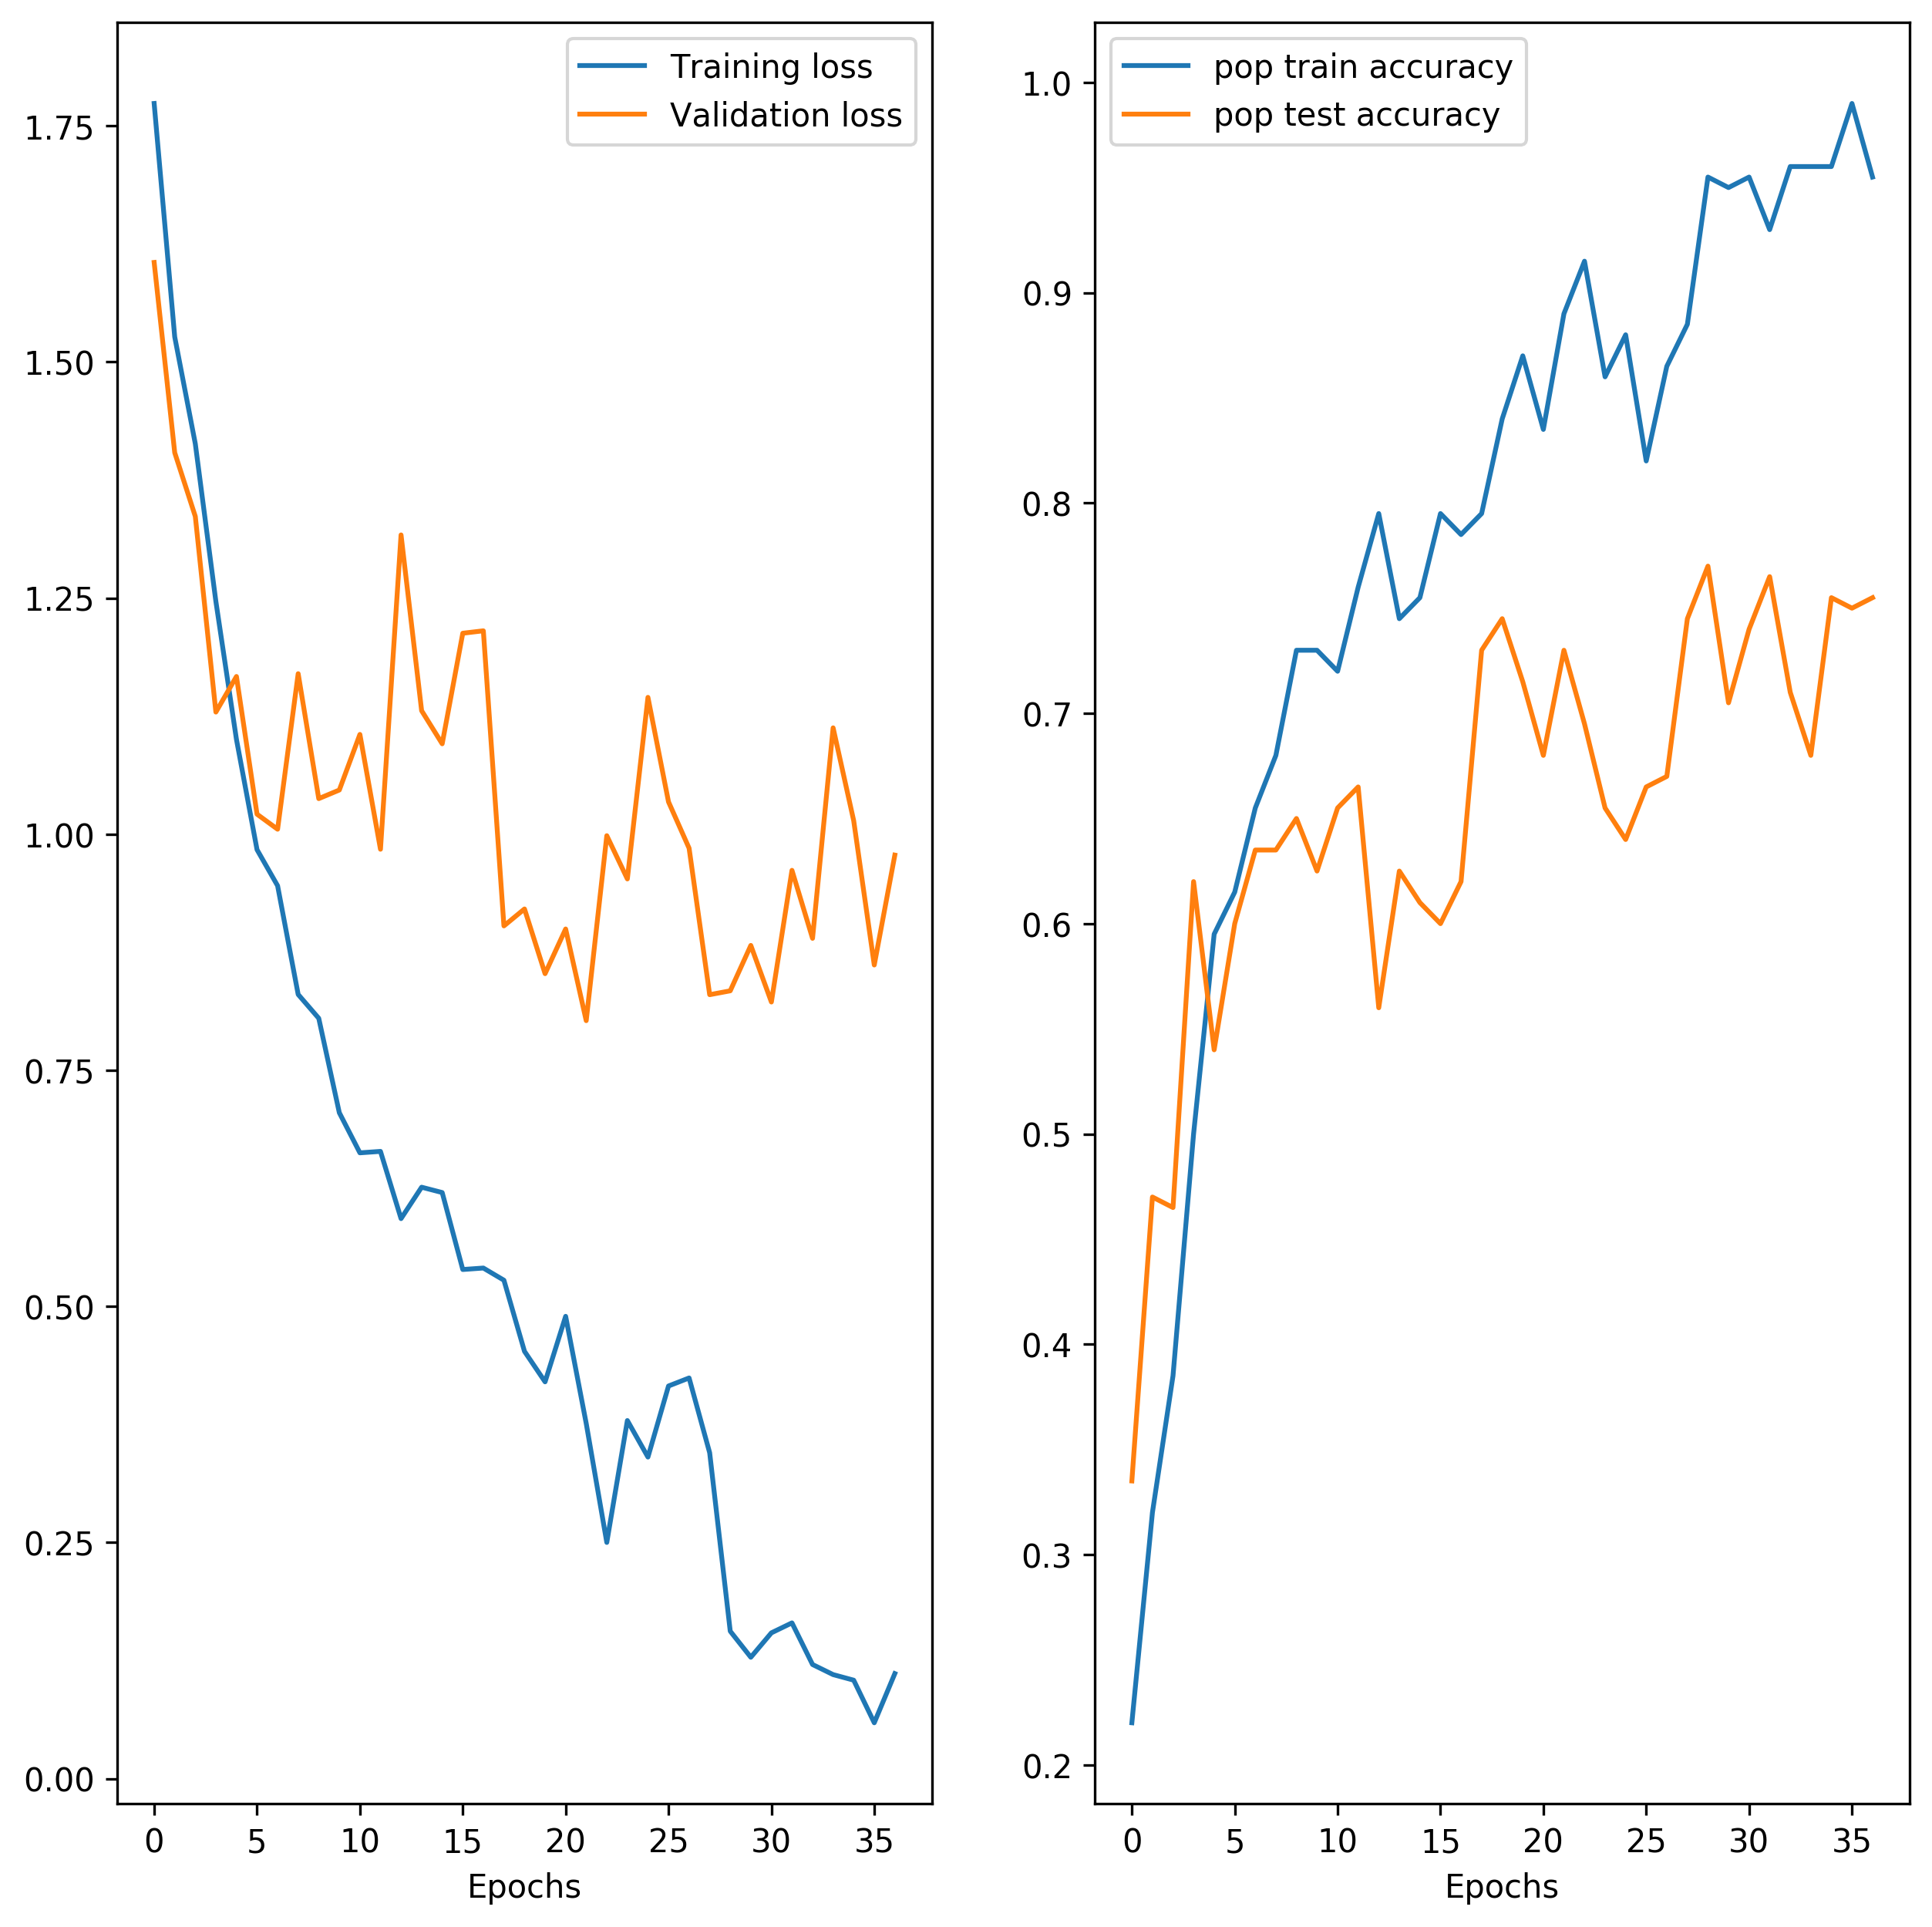 Training loss
Validation loss
1.75
1.50
1.25
1.00
0.75
0.50
0.25
0.00
0 5 10 15 20 25 30 35
Epochs
pop train accuracy
pop test accuracy
1.0
0.9
0.8
0.7
0.6
0.5
0.4
0.3
0.2
0 5 10 15 20 25 30 35
Epochs